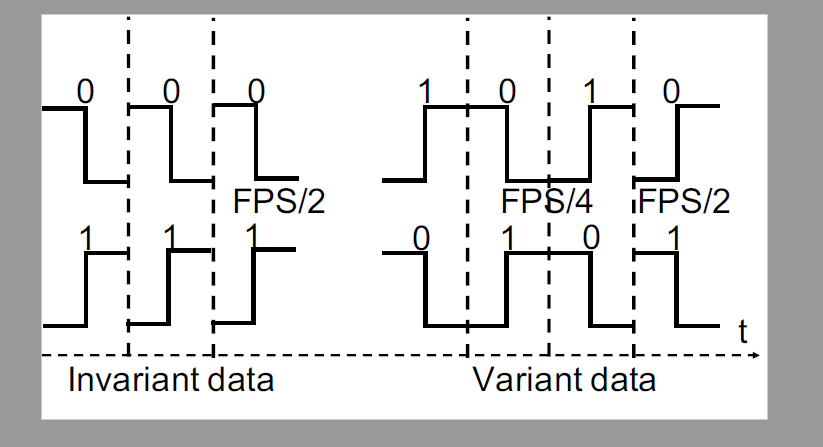 0 0 0 1 0 1 0
FPS/2 FPS/4 FPS/2
1 1 1 0 1 0 1
t
Invariant data Variant data